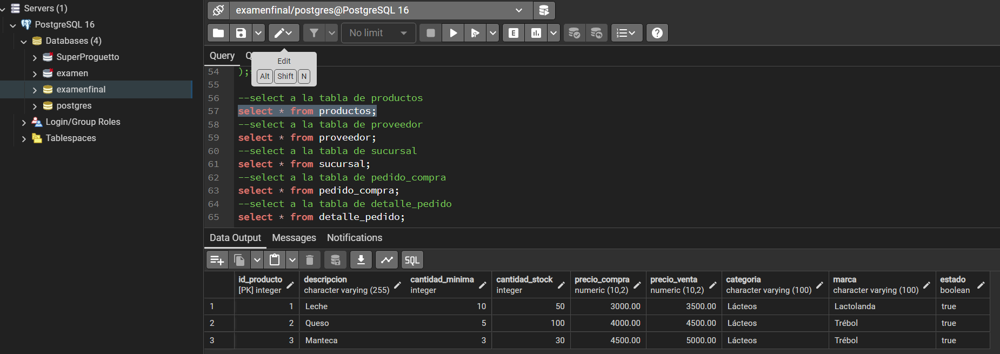 Servers (1)
PostgreSQL 16
Databases (4)
SuperProguetto
examen
examenfinal
postgres
Login/Group Roles
Tablespaces
examenfinal/postgres@PostgreSQL 16
No limit
E
Query Q
Edit
Alt Shift N
54 );
55
56 --select a la tabla de productos
57 select * from productos;
58 --select a la tabla de proveedor
59 select * from proveedor;
60 --select a la tabla de sucursal
61 select * from sucursal;
62 --select a la tabla de pedido_compra
63 select * from pedido_compra;
64 --select a la tabla de detalle_pedido
65 select * from detalle_pedido;
Data Output Messages Notifications
SQL
id_producto descripcion cantidad_minima cantidad_stock precio_compra precio_venta categoria marca estado
[PK] integer character varying (255) integer integer numeric (10,2) numeric (10,2) character varying (100) character varying (100) boolean
1 1 Leche 10 50 3000.00 3500.00 Lácteos Lactolanda true
2 2 Queso 5 100 4000.00 4500.00 Lácteos Trébol true
3 3 Manteca 3 30 4500.00 5000.00 Lácteos Trébol true